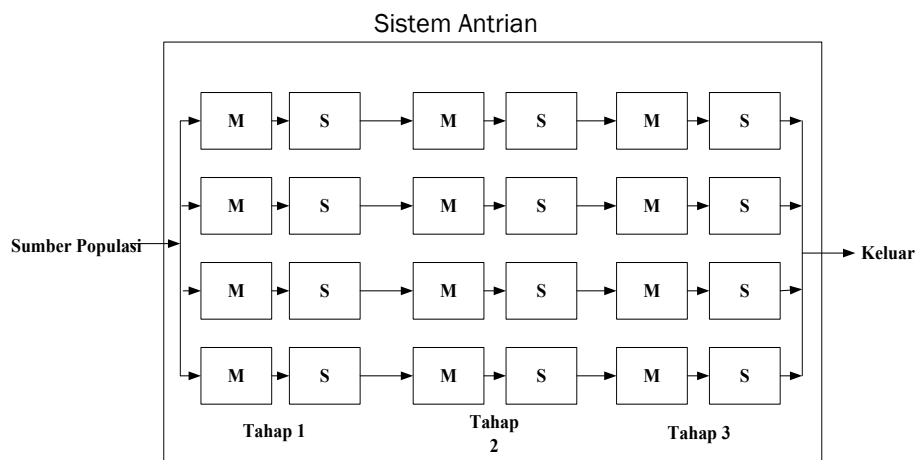 Sistem Antrian
M S M S M S
M S M S M S
Sumber Populasi
Keluar
M S M S M S
M S M S M S
Tahap 1
Tahap
2
Tahap 3